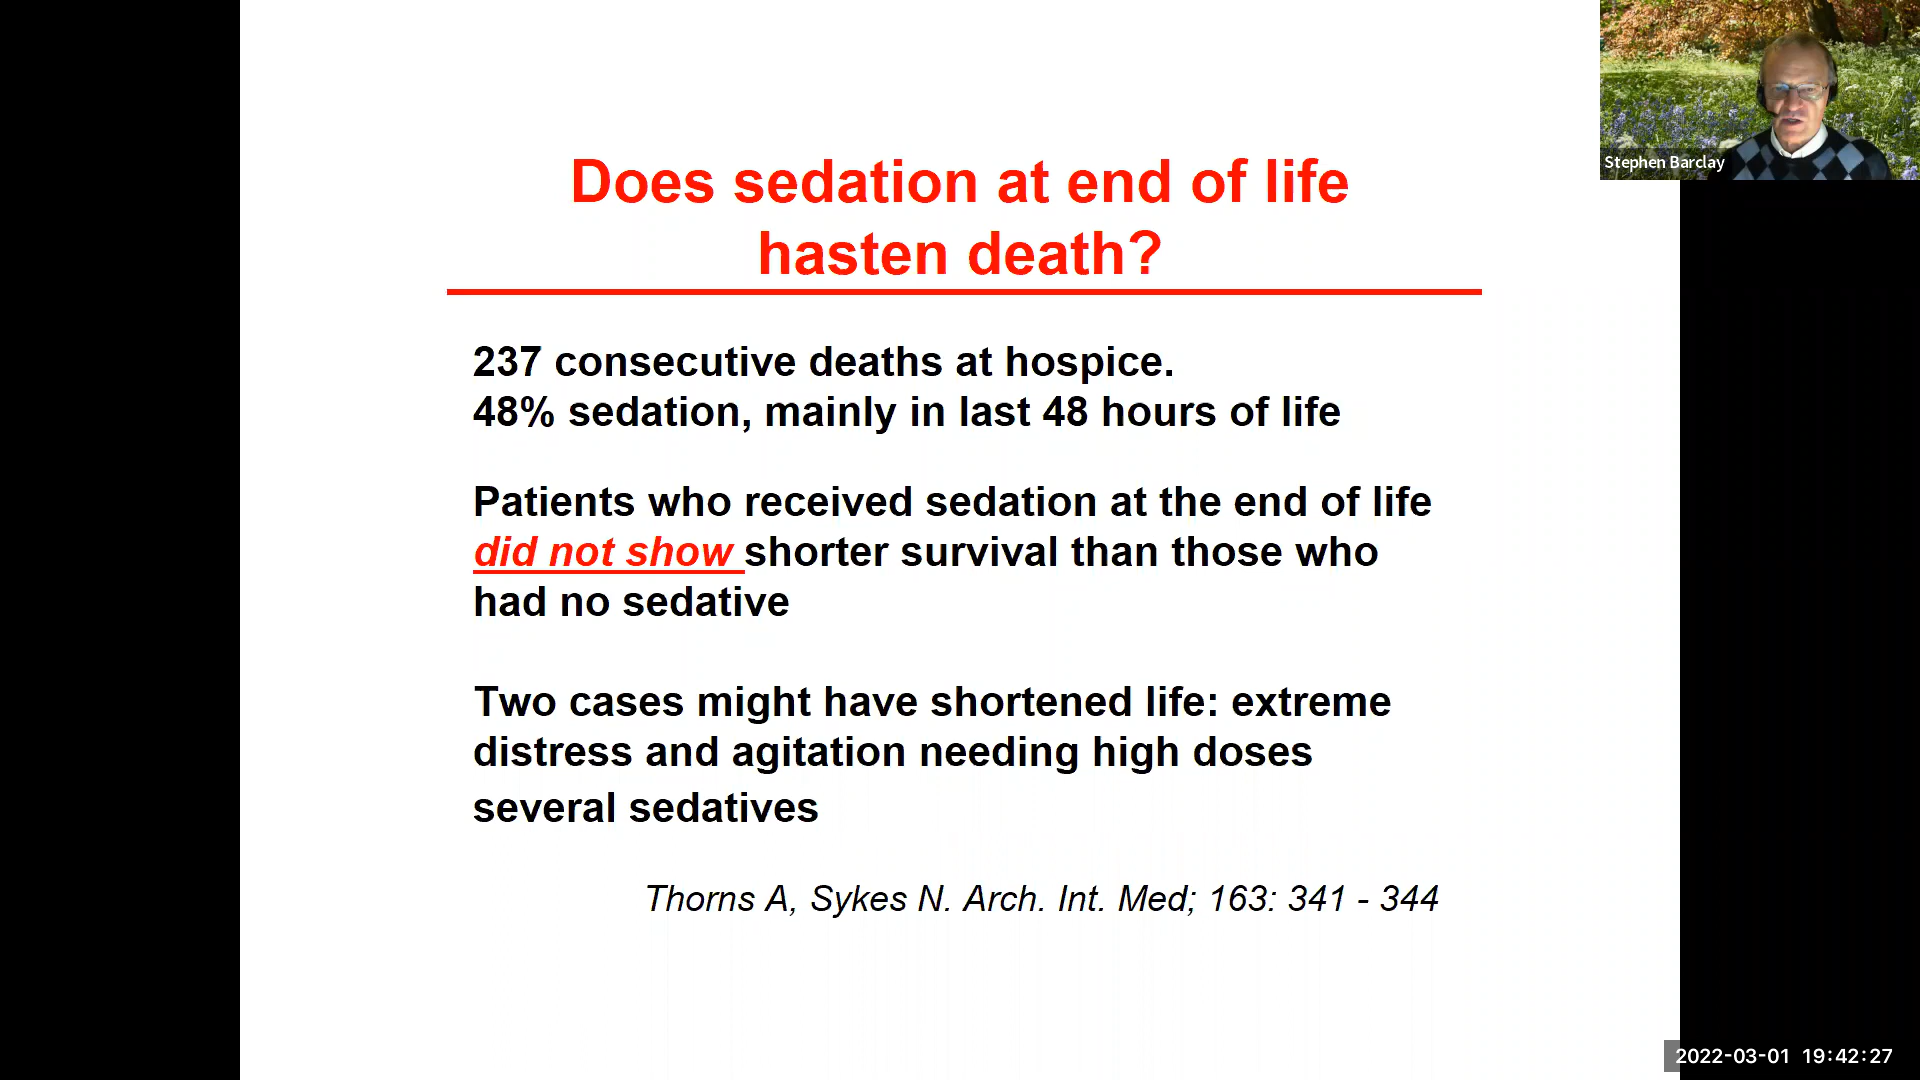 Does sedation at end of life
hasten death?
237 consecutive deaths at hospice.
48% sedation, mainly in last 48 hours of life
Patients who received sedation at the end of life
did not show shorter survival than those who
had no sedative
Two cases might have shortened life: extreme
distress and agitation needing high doses
several sedatives
Thorns A, Sykes N. Arch. Int. Med; 163: 341 - 344
Stephen Barclay
2022-03-01 19:42:27